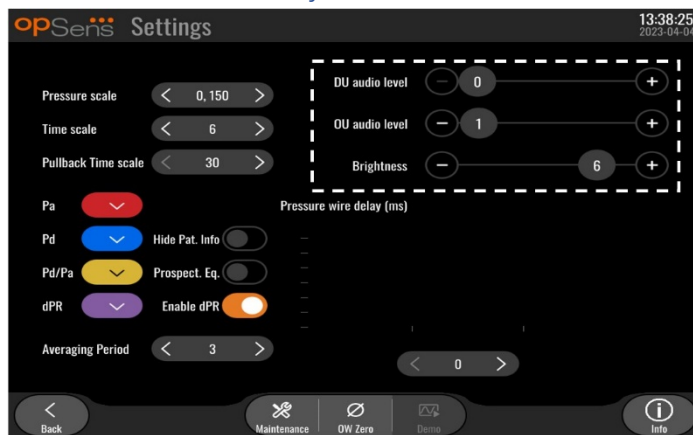 opSens Settings
13:38:25
2023-04-04
Pressure scale < 0, 150 >
Time scale < 6 >
Pullback Time scale < 30 >
DU audio level - 0 +
OU audio level - 1 +
Brightness - 6 +
Pa
Pressure wire delay (ms)
Pd
Hide Pat. Info
Pd/Pa
Prospect. Eq.
dPR
Enable dPR
Averaging Period < 3 >
< 0 >
Back
Maintenance
OW Zero
Demo
Info